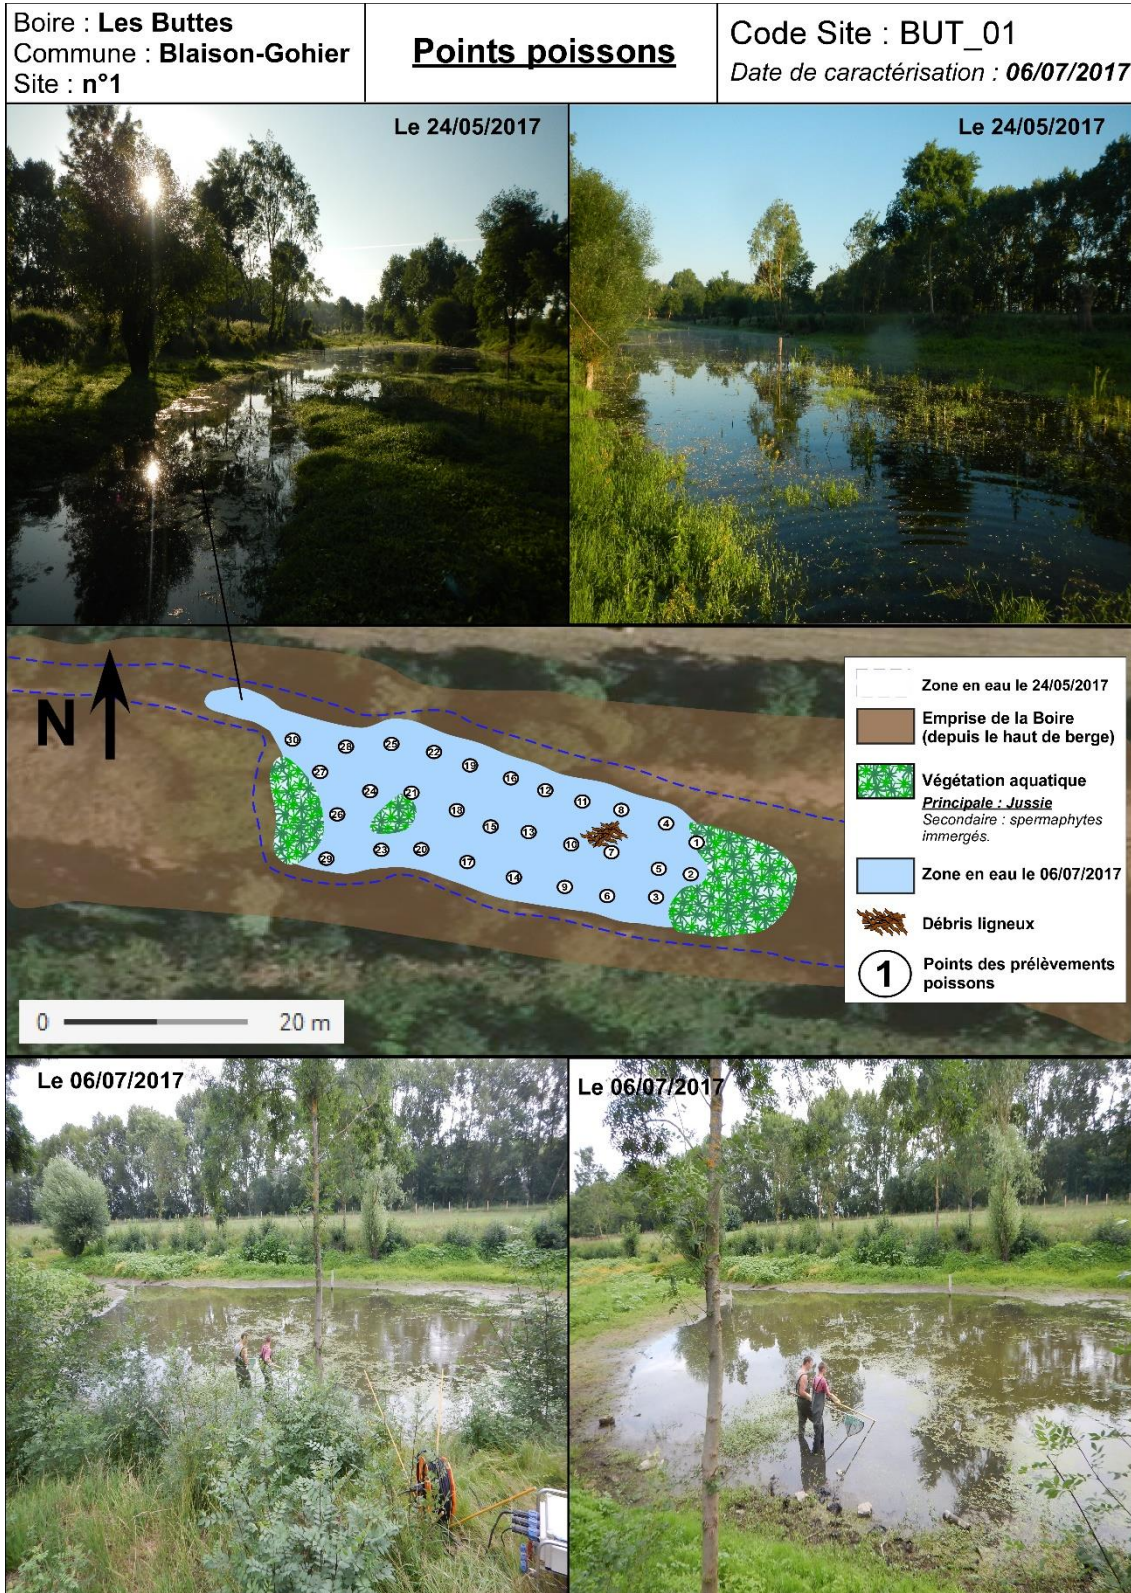 Boire : Les Buttes
Commune : Blaison-Gohier
Site : n°1
Points poissons
Code Site : BUT_01
Date de caractérisation : 06/07/2017
Le 24/05/2017
Le 24/05/2017
N
30
28
25
22
19
16
12
11
8
4
1
27
24
21
18
15
13
10
7
5
2
26
29
23
20
17
14
9
6
3
Zone en eau le 24/05/2017
Emprise de la Boire
(depuis le haut de berge)
Végétation aquatique
Principale : Jussie
Secondaire : spermaphytes
immergés.
Zone en eau le 06/07/2017
Débris ligneux
1
Points des prélèvements
poissons
0 20 m
Le 06/07/2017
Le 06/07/2017